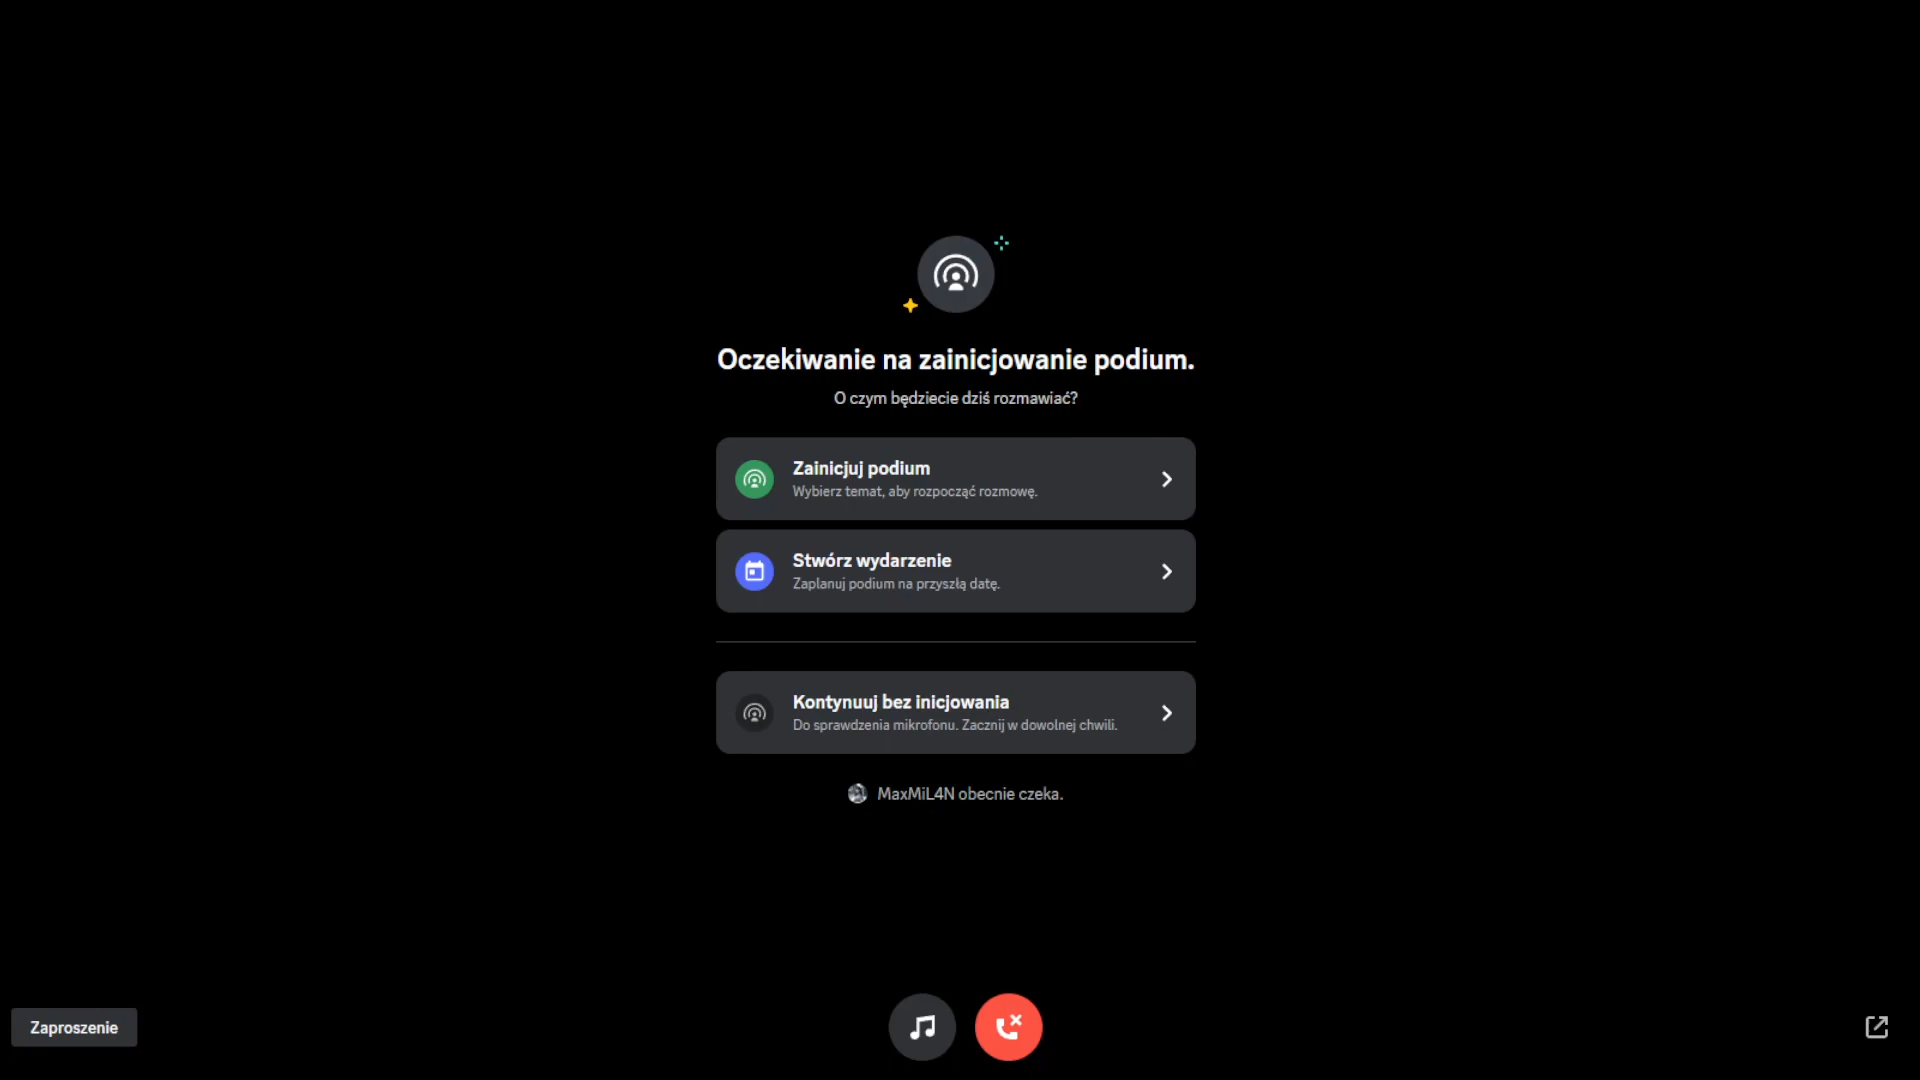 Oczekiwanie na zainicjowanie podium.
O czym będziecie dziś rozmawiać?
Zainicjuj podium
Wybierz temat, aby rozpocząć rozmowę.
Stwórz wydarzenie
Zaplanuj podium na przyszłą datę.
Kontynuuj bez inicjowania
Do sprawdzenia mikrofonu. Zacznij w dowolnej chwili.
MaxMiL4N obecnie czeka.
Zaproszenie